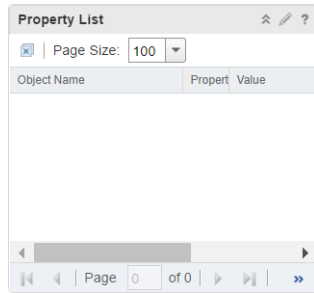 Property List ?
Page Size: 100
Object Name Propert Value
Page 0 of 0